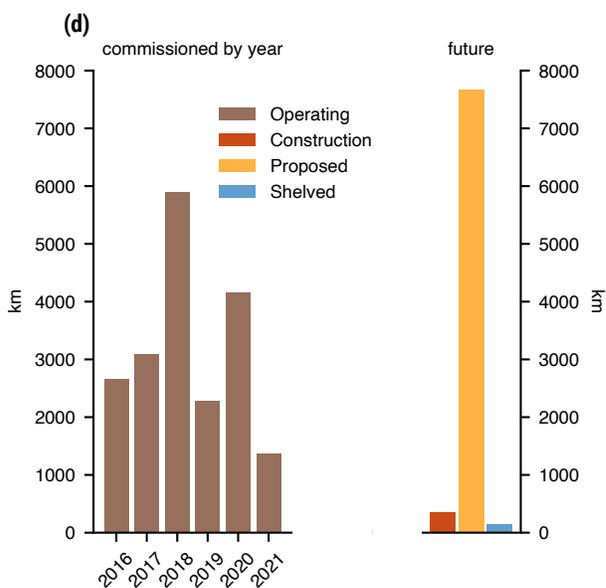 (d)
commissioned by year
future
8000
7000
6000
5000
4000
3000
2000
1000
0
km
Operating
Construction
Proposed
Shelved
2016
2017
2018
2019
2020
2021
8000
7000
6000
5000
4000
3000
2000
1000
0
km